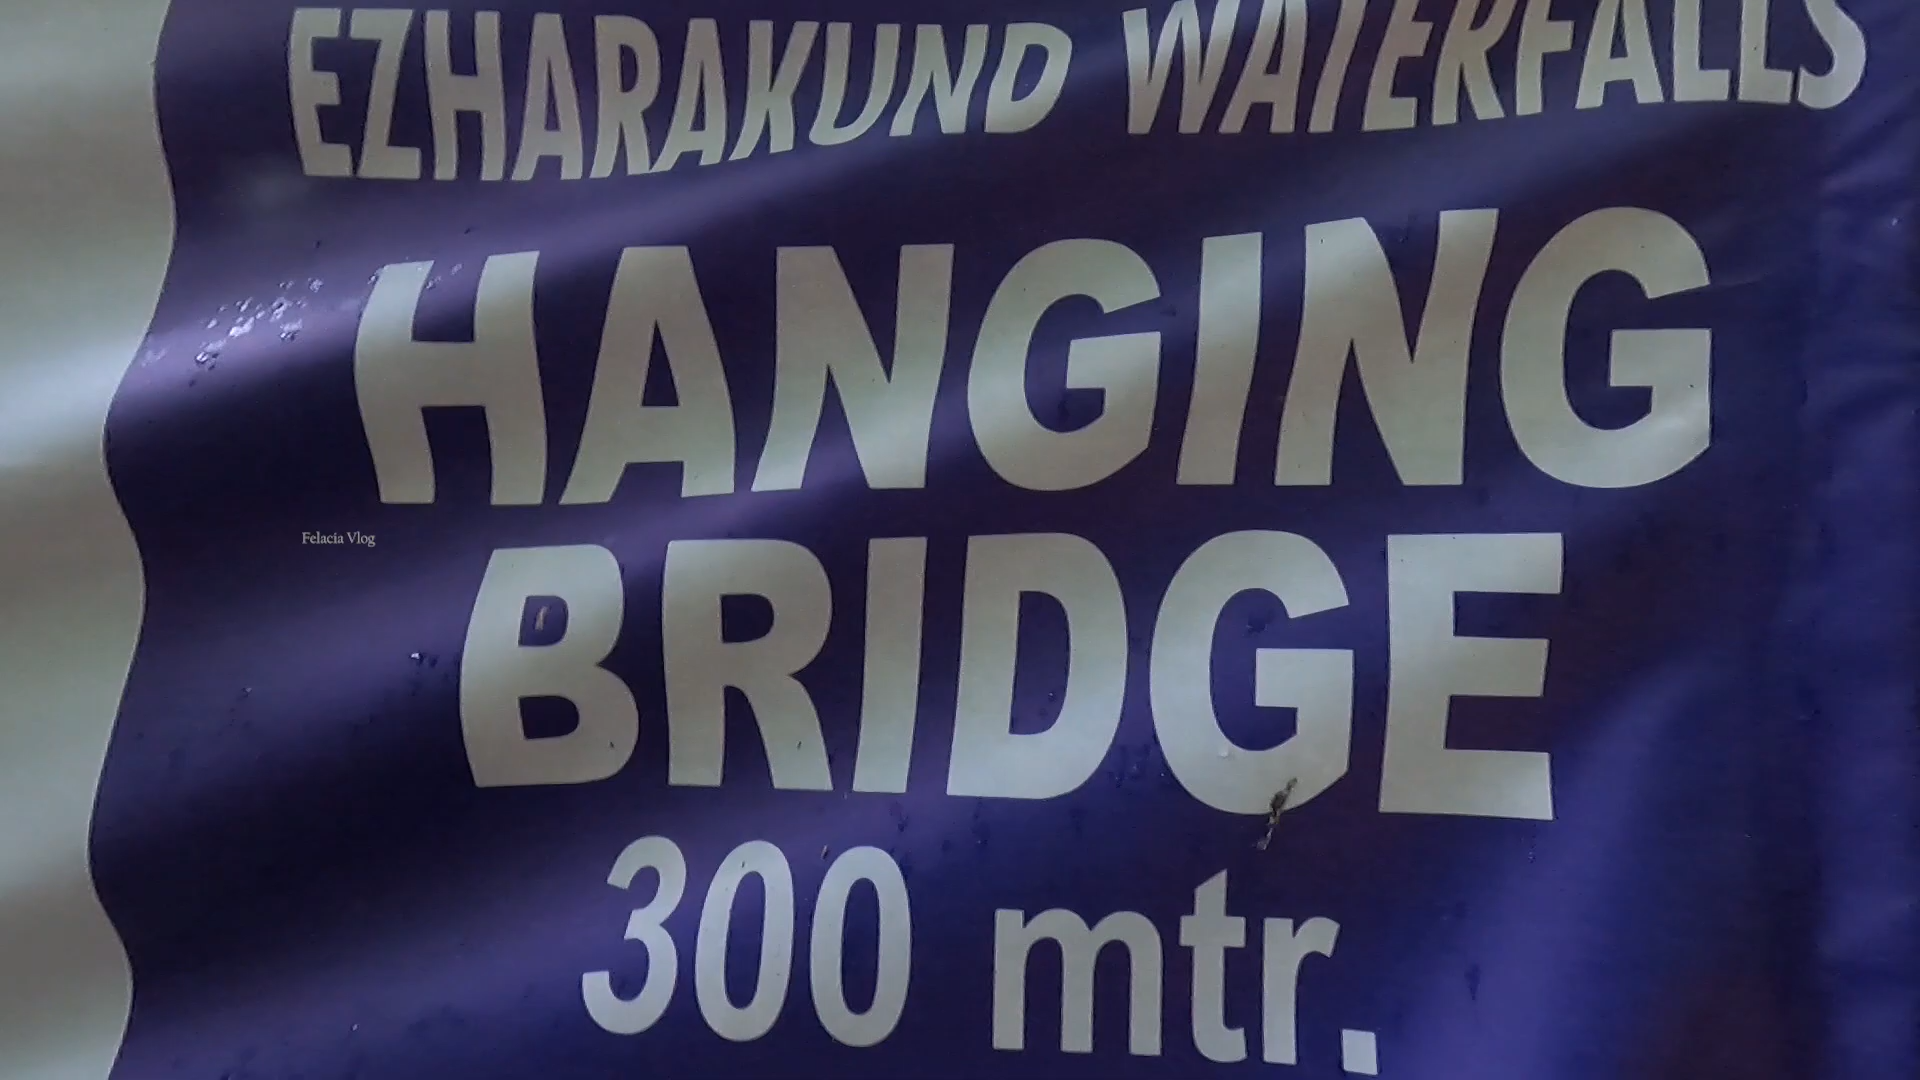 EZHARAKUND WATERFALLS
HANGING
Felacia Vlog
BRIDGE
300 mtr.